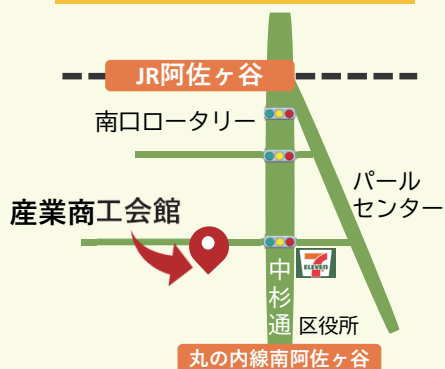 JR阿佐ヶ谷
南口ロータリー
パール
センター
産業商工会館
7
ELEVEN
中杉通
区役所
丸の内線南阿佐ヶ谷